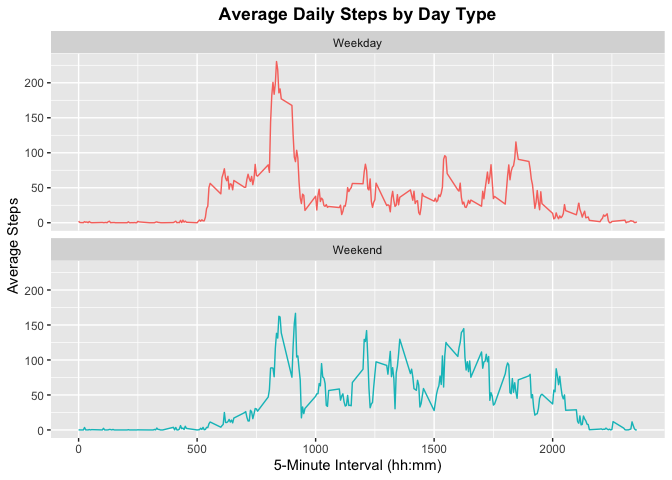 Average Daily Steps by Day Type
Weekday
200
150
100
50
0
Weekend
200
150
100
50
0
Average Steps
0 500 1000 1500 2000
5-Minute Interval (hh:mm)